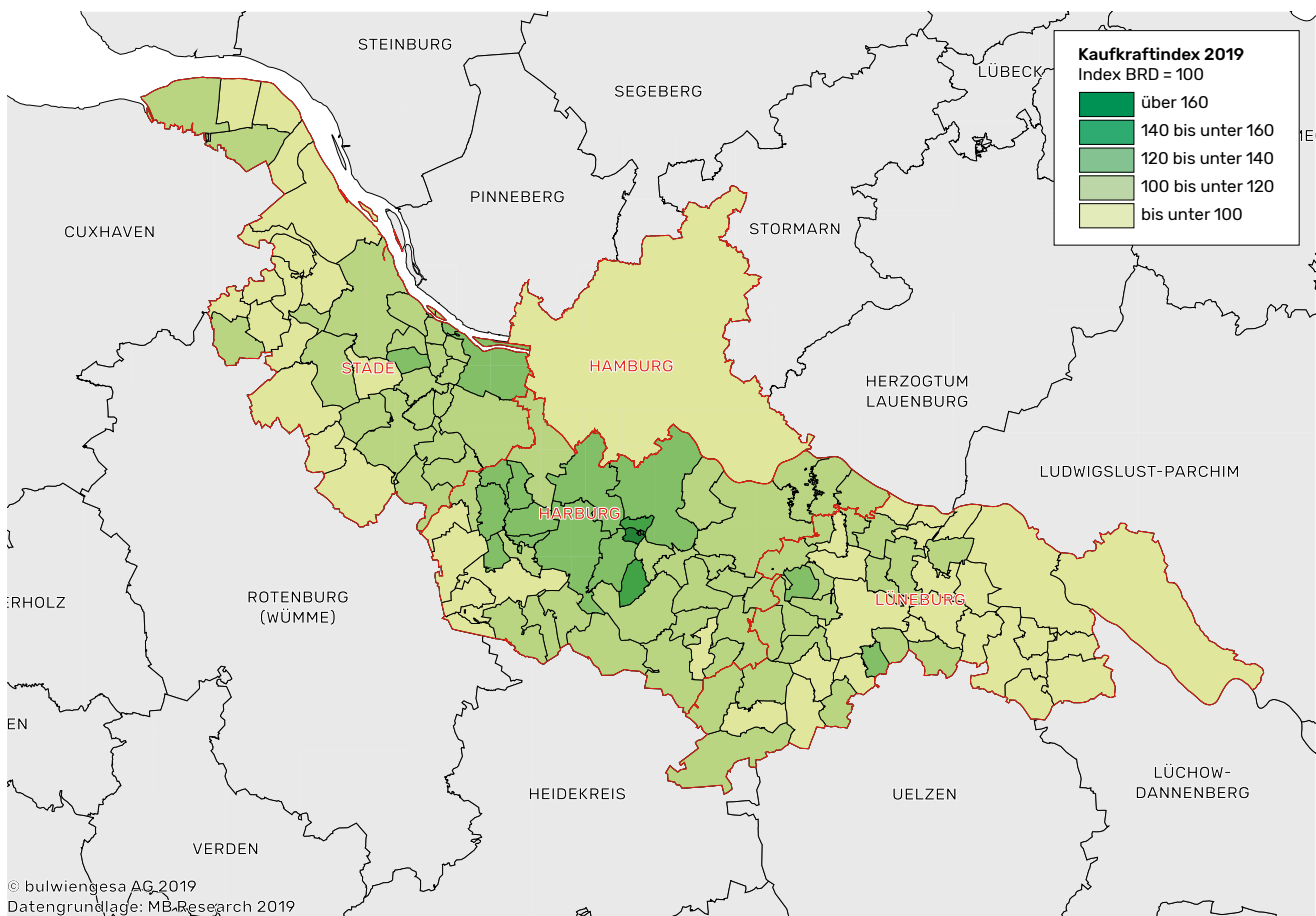 STEINBURG
SEGEBERG
LÜBECK
Kaufkraftindex 2019
Index BRD = 100
über 160
140 bis unter 160
120 bis unter 140
100 bis unter 120
bis unter 100
PINNEBERG
STORMARN
CUXHAVEN
STADE
HAMBURG
HERZOGTUM
LAUENBURG
LUDWIGSLUST-PARCHIM
HARBURG
ERHOLZ
ROTENBURG
(WÜMME)
LÜNEBURG
EN
HEIDEKREIS
UELZEN
LÜCHOW-
DANNENBERG
VERDEN
© bulwiengesa AG 2019
Datengrundlage: MB-Research 2019